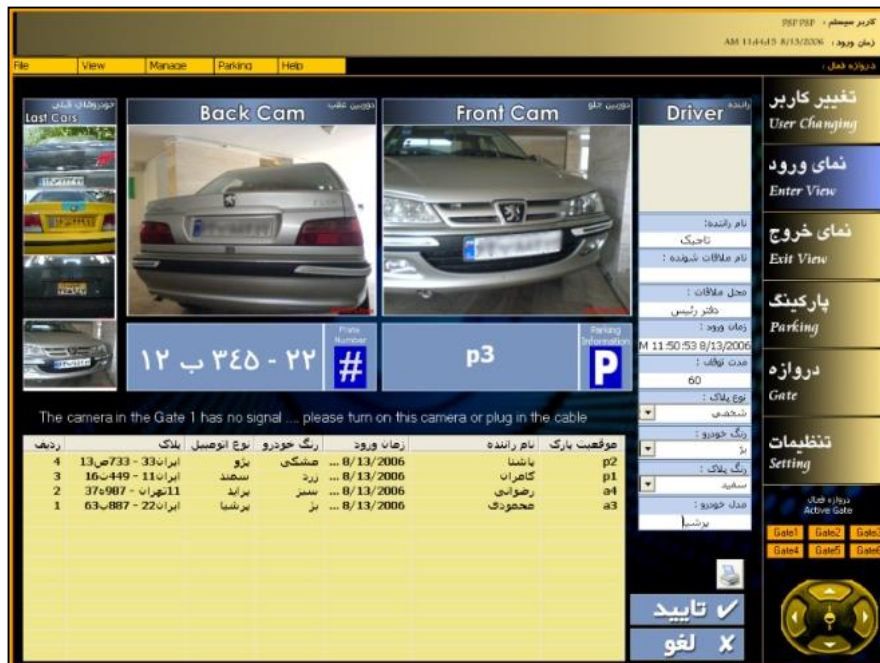 کاربر سیستم : PSP PSP
زمان ورود : 8/13/2006 11:44:15 AM
File View Manage Parking Help
دروازه فعال :
خودروهای قبلی
Last Cars
دوربین عقب
Back Cam
دوربین جلو
Front Cam
راننده
Driver
نام راننده:
تاجیک
نام ملاقات شونده :
محل ملاقات :
دفتر رئیس
زمان ورود :
M 11:50:53 8/13/2006
مدت توقف :
60
نوع پلاک :
شخصی
رنگ خودرو :
بژ
رنگ پلاک :
سفید
مدل خودرو :
پرشیا
۱۲ ب ۳٤٥ - ۲۲
Number
#
p3
Parking
Information
P
The camera in the Gate 1 has no signal .... please turn on this camera or plug in the cable
ردیف پلاک نوع اتومبیل رنگ خودرو زمان ورود نام راننده موقعیت پارک
4 ایران33 - 733ص13 پژو مشکی 8/13/2006 ... پاشنا p2
3 ایران11 - 449ت16 سمند زرد 8/13/2006 ... کامران p1
2 11تهران - 987ه37 پراید سبز 8/13/2006 ... رضوانی a4
1 ایران22 - 887ب63 پرشیا بژ 8/13/2006 ... محمودی a3
تایید
لغو
تغییر کاربر
User Changing
نمای ورود
Enter View
نمای خروج
Exit View
پارکینگ
Parking
دروازه
Gate
تنظیمات
Setting
دروازه فعال
Active Gate
Gate1 Gate2 Gate3
Gate4 Gate5 Gate6